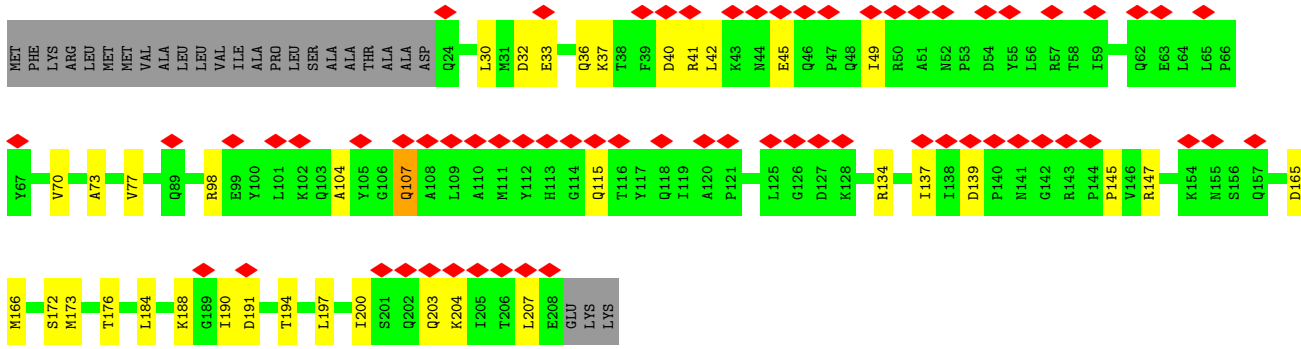 MET PHE LYS ARG LEU MET MET VAL ALA LEU LEU VAL ILE ALA PRO LEU SER ALA ALA THR ALA ALA ASP Q24 L30 M31 D32 E33 Q36 K37 T38 F39 D40 R41 L42 K43 N44 E45 Q46 P47 Q48 I49 R50 A51 N52 P53 D54 Y55 L56 R57 T58 I59 Q62 E63 L64 L65 P66
Y67 V70 A73 V77 Q89 R98 E99 Y100 L101 K102 Q103 A104 Y105 G106 Q107 A108 L109 A110 M111 Y112 H113 G114 Q115 T116 Y117 Q118 I119 A120 P121 L125 G126 D127 K128 R134 I137 I138 D139 P140 N141 G142 R143 P144 P145 V146 R147 K154 N155 S156 Q157 D165
M166 S172 M173 T176 L184 K188 G189 I190 D191 T194 L197 I200 S201 Q202 Q203 K204 I205 T206 L207 E208 GLU LYS LYS